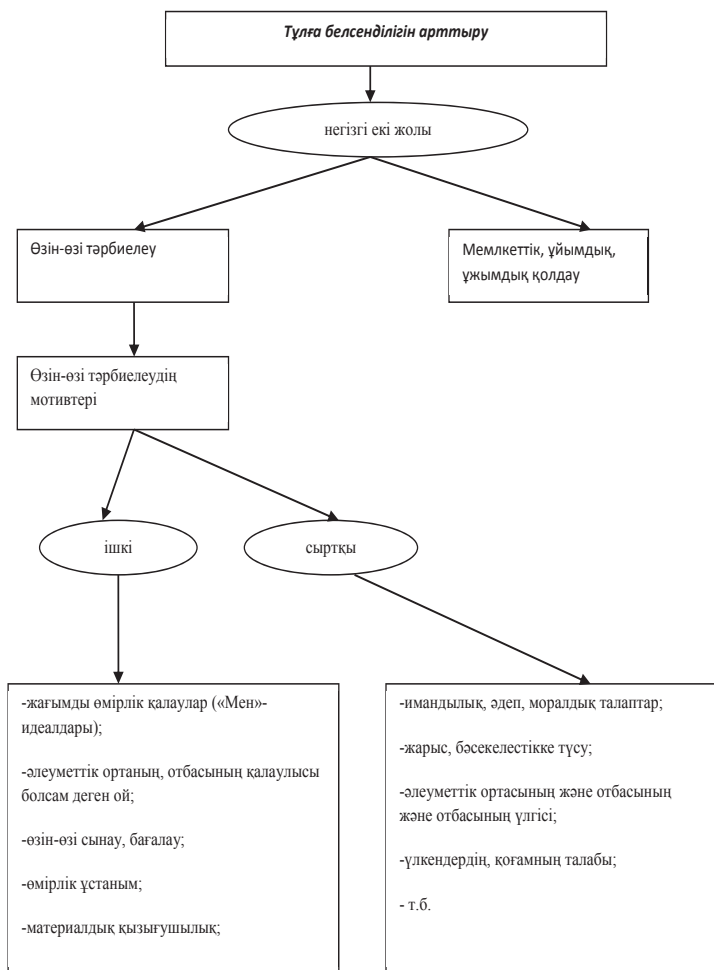 Тұлға белсенділігін арттыру
негізгі екі жолы
Өзін-өзі тәрбиелеу
Мемлкеттік, ұйымдық,
ұжымдық қолдау
Өзін-өзі тәрбиелеудің
мотивтері
ішкі
сыртқы
-жағымды өмірлік қалаулар («Мен»-
идеалдары);
-әлеуметтік ортаның, отбасының қалаулысы
болсам деген ой;
-өзін-өзі сынау, бағалау;
-өмірлік ұстаным;
-материалдық қызығушылық;
-имандылық, әдеп, моралдық талаптар;
-жарыс, бәсекелестікке түсу;
-әлеуметтік ортасының және отбасының
және отбасының үлгісі;
-үлкендердің, қоғамның талабы;
- т.б.